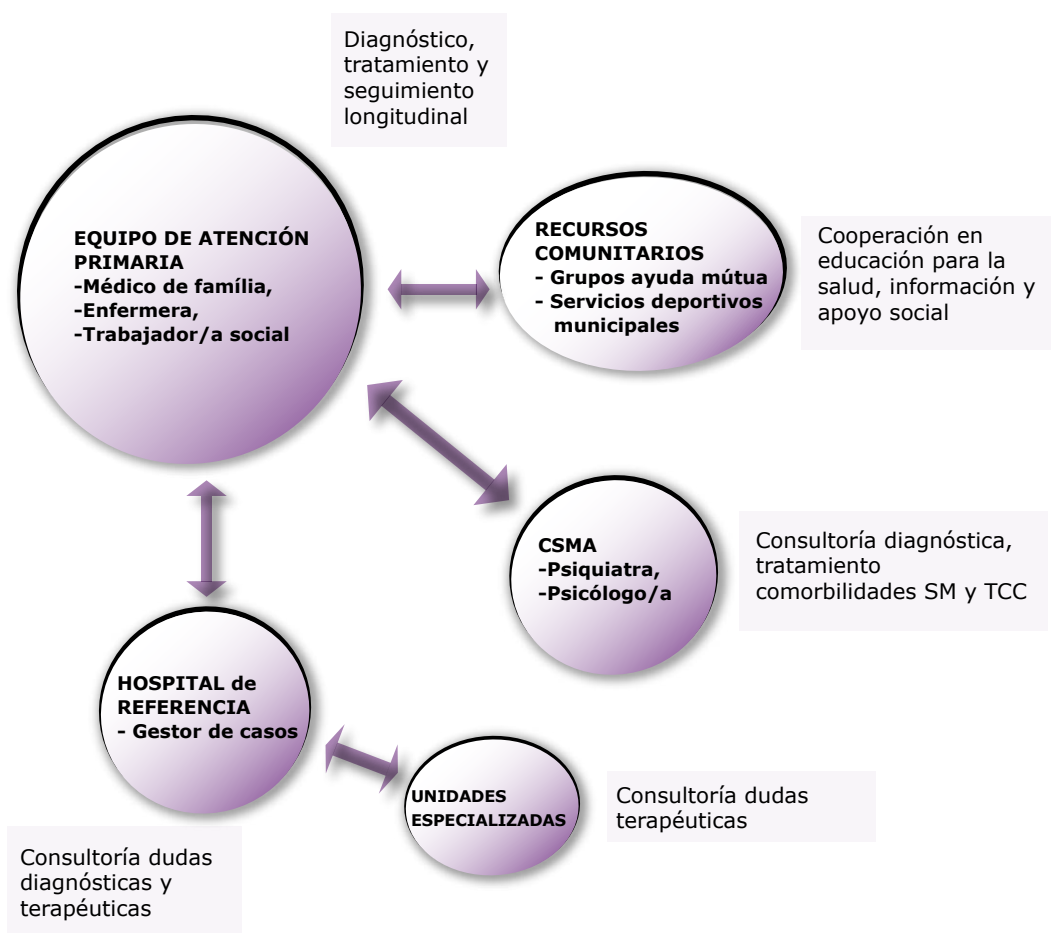 Diagnóstico,
tratamiento y
seguimiento
longitudinal
EQUIPO DE ATENCIÓN
PRIMARIA
-Médico de família,
-Enfermera,
-Trabajador/a social
RECURSOS
COMUNITARIOS
- Grupos ayuda mútua
- Servicios deportivos
municipales
Cooperación en
educación para la
salud, información y
apoyo social
CSMA
-Psiquiatra,
-Psicólogo/a
Consultoría diagnóstica,
tratamiento
comorbilidades SM y TCC
HOSPITAL de
REFERENCIA
- Gestor de casos
UNIDADES
ESPECIALIZADAS
Consultoría dudas
terapéuticas
Consultoría dudas
diagnósticas y
terapéuticas